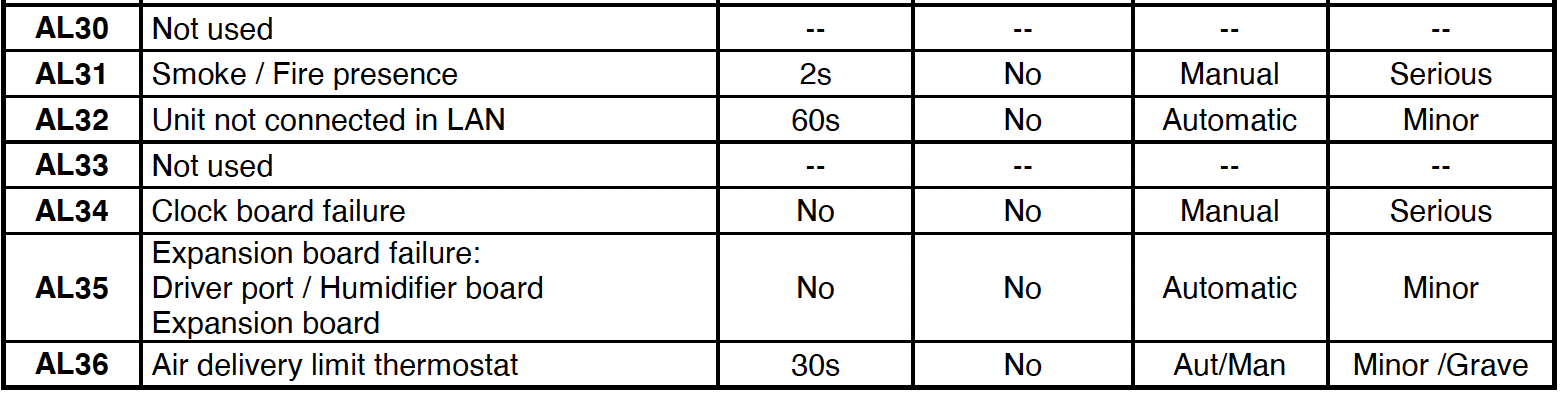 AL30 Not used -- -- -- --
AL31 Smoke / Fire presence 2s No Manual Serious
AL32 Unit not connected in LAN 60s No Automatic Minor
AL33 Not used -- -- -- --
AL34 Clock board failure No No Manual Serious
Expansion board failure:
AL35 Driver port / Humidifier board No No Automatic Minor
Expansion board
AL36 Air delivery limit thermostat 30s No Aut/Man Minor /Grave